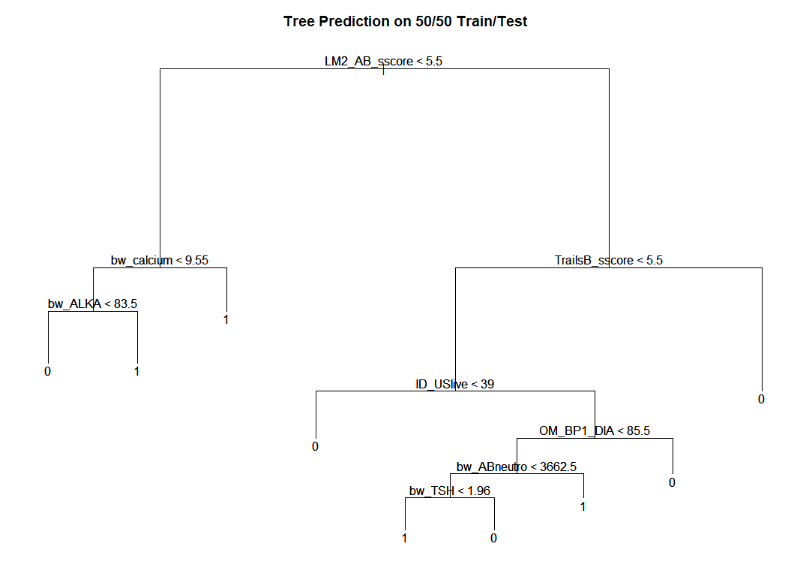 Tree Prediction on 50/50 Train/Test
LM2_AB_sscore < 5.5
bw_calcium < 9.55
TrailsB_sscore < 5.5
bw_ALKA < 83.5
1
0
1
ID_USlive < 39
0
0
OM_BP1_DIA < 85.5
bw_ABneutro < 3662.5
0
bw_TSH < 1.96
1
1
0